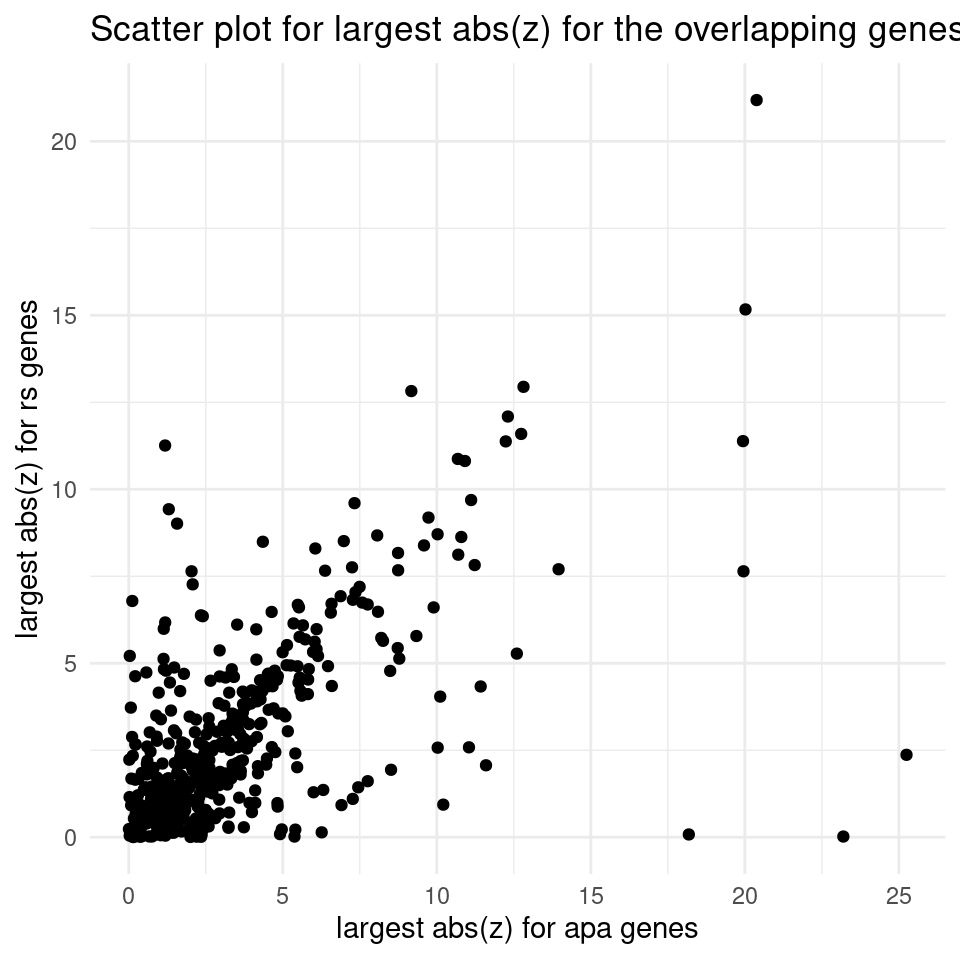 Scatter plot for largest abs(z) for the overlapping genes
20
15
10
5
0
largest abs(z) for rs genes
0 5 10 15 20 25
largest abs(z) for apa genes